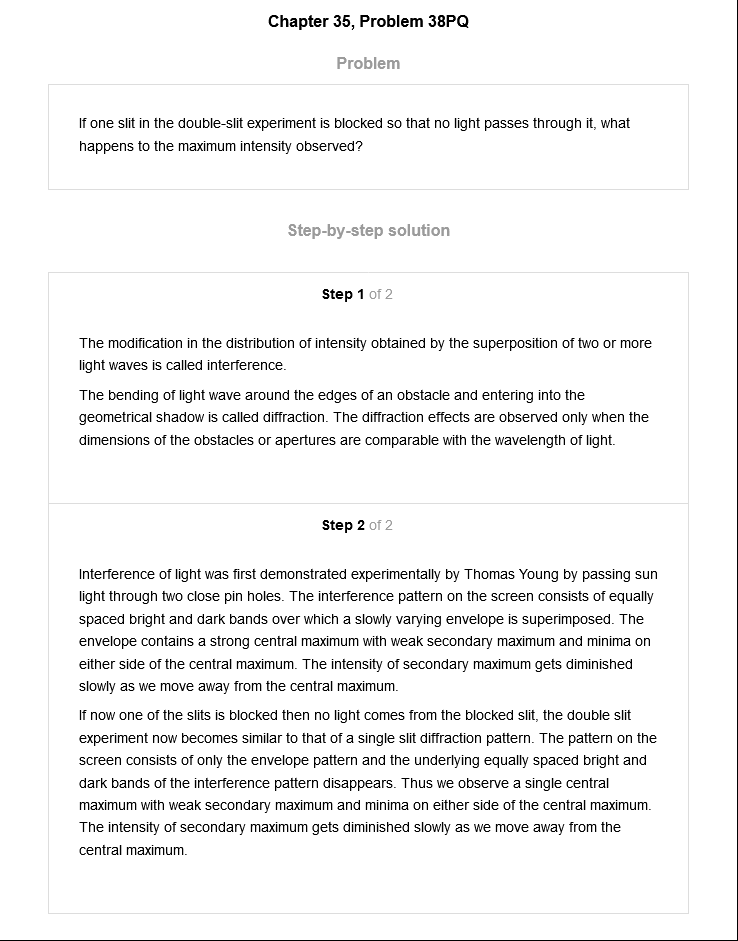 Chapter 35, Problem 38PQ
Problem
If one slit in the double-slit experiment is blocked so that no light passes through it, what
happens to the maximum intensity observed?
Step-by-step solution
Step 1 of 2
The modification in the distribution of intensity obtained by the superposition of two or more
light waves is called interference.
The bending of light wave around the edges of an obstacle and entering into the
geometrical shadow is called diffraction. The diffraction effects are observed only when the
dimensions of the obstacles or apertures are comparable with the wavelength of light.
Step 2 of 2
Interference of light was first demonstrated experimentally by Thomas Young by passing sun
light through two close pin holes. The interference pattern on the screen consists of equally
spaced bright and dark bands over which a slowly varying envelope is superimposed. The
envelope contains a strong central maximum with weak secondary maximum and minima on
either side of the central maximum. The intensity of secondary maximum gets diminished
slowly as we move away from the central maximum.
If now one of the slits is blocked then no light comes from the blocked slit, the double slit
experiment now becomes similar to that of a single slit diffraction pattern. The pattern on the
screen consists of only the envelope pattern and the underlying equally spaced bright and
dark bands of the interference pattern disappears. Thus we observe a single central
maximum with weak secondary maximum and minima on either side of the central maximum.
The intensity of secondary maximum gets diminished slowly as we move away from the
central maximum.